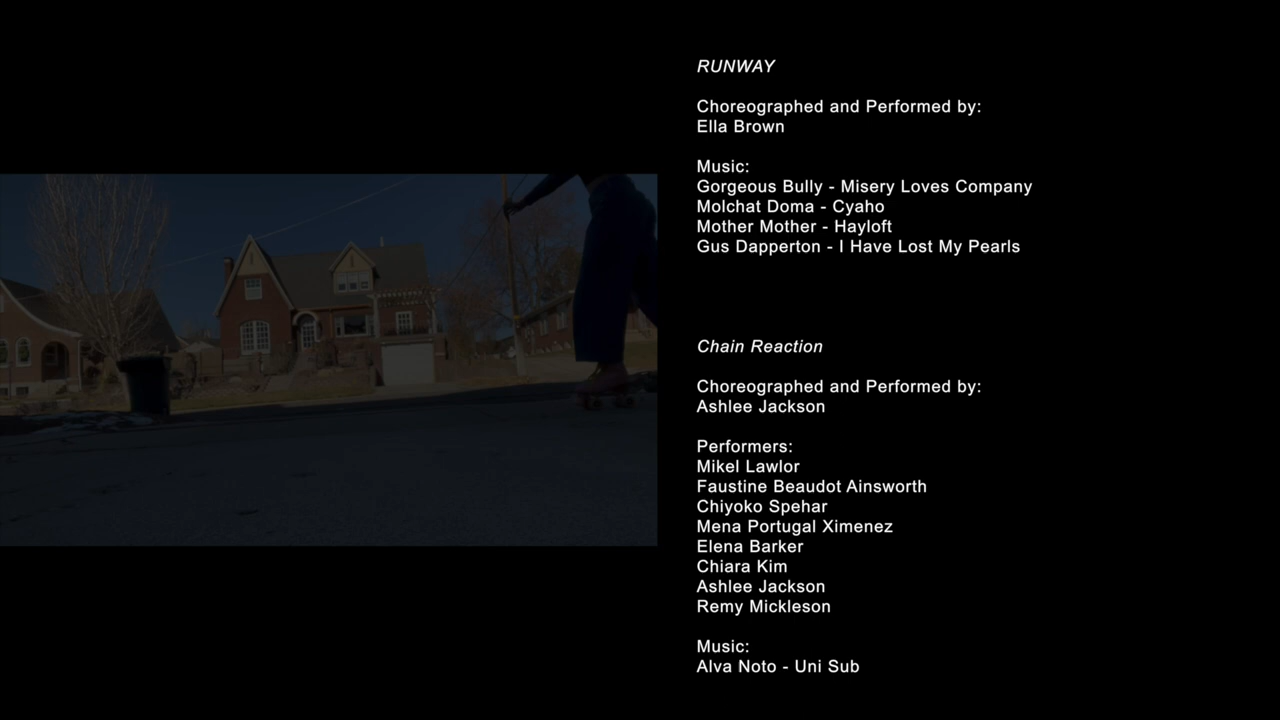 RUNWAY
Choreographed and Performed by:
Ella Brown
Music:
Gorgeous Bully - Misery Loves Company
Molchat Doma - Cyaho
Mother Mother - Hayloft
Gus Dapperton - I Have Lost My Pearls
Chain Reaction
Choreographed and Performed by:
Ashlee Jackson
Performers:
Mikel Lawlor
Faustine Beaudot Ainsworth
Chiyoko Spehar
Mena Portugal Ximenez
Elena Barker
Chiara Kim
Ashlee Jackson
Remy Mickleson
Music:
Alva Noto - Uni Sub